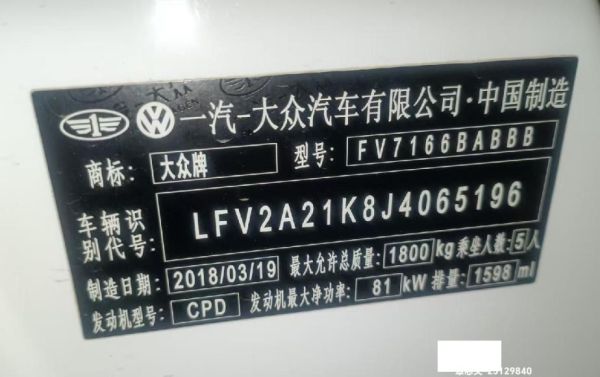 一汽-大众汽车有限公司·中国制造
商标: 大众牌 型号: FV7166BABBB
车辆识别代号: LFV2A21K8J4065196
制造日期: 2018/03/19 最大允许总质量: 1800 kg 乘坐人数: 5人
发动机型号: CPD 发动机最大净功率: 81 kW 排量: 1598 ml
25129840